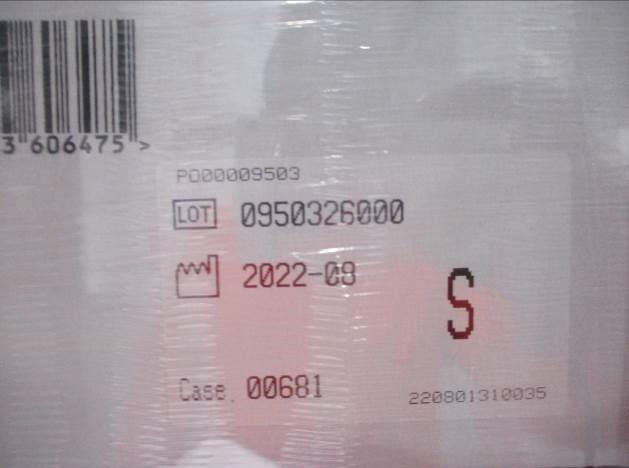 3 606475 >
PO00009503
LOT 0950326000
2022-08
S
Case. 00681
220801310035